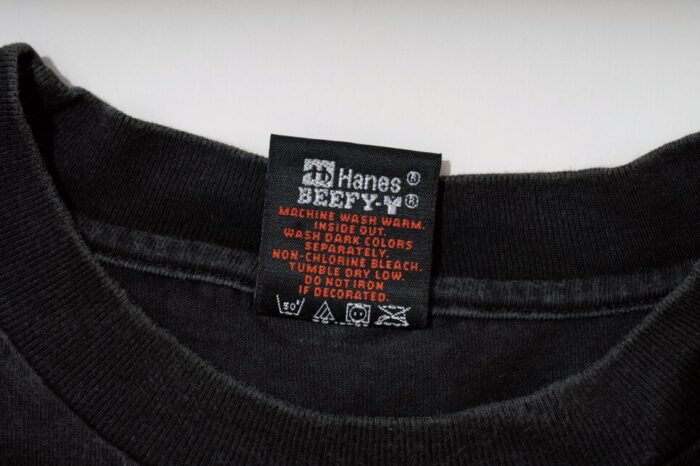 Hanes®
BEEFY-T®
MACHINE WASH WARM.
INSIDE OUT.
WASH DARK COLORS
SEPARATELY.
NON-CHLORINE BLEACH.
TUMBLE DRY LOW.
DO NOT IRON
IF DECORATED.